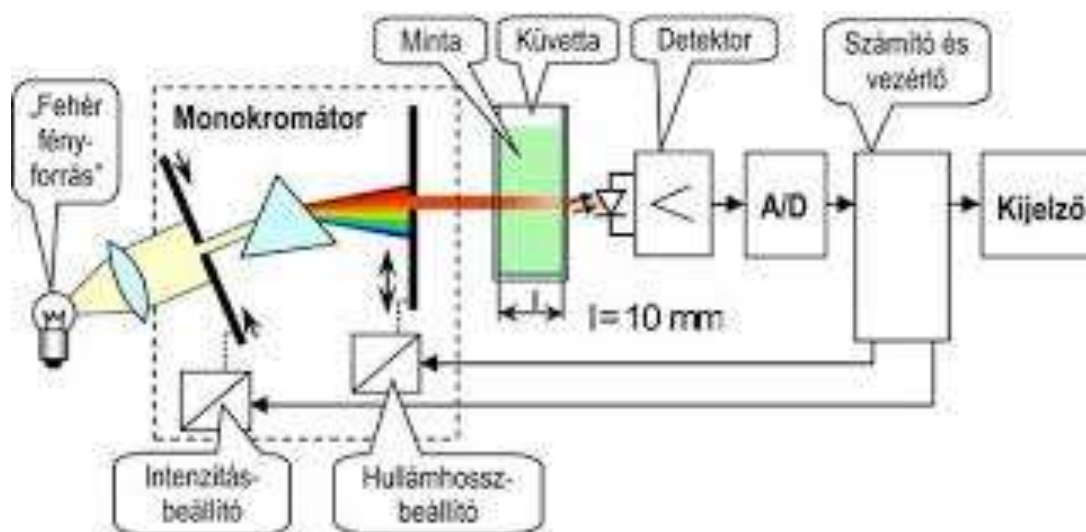 „Fehér
fény-
forrás"
Monokromátor
Minta
Küvetta
Detektor
Számító és
vezérlő
<
A/D
Kijelző
l
l = 10 mm
Intenzitás-
beállító
Hullámhossz-
beállító